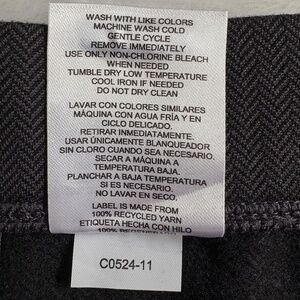 WASH WITH LIKE COLORS
MACHINE WASH COLD
GENTLE CYCLE
REMOVE IMMEDIATELY
USE ONLY NON-CHLORINE BLEACH
WHEN NEEDED
TUMBLE DRY LOW TEMPERATURE
COOL IRON IF NEEDED
DO NOT DRY CLEAN
LAVAR CON COLORES SIMILARES
MÁQUINA CON AGUA FRÍA Y EN
CICLO DELICADO.
RETIRAR INMEDIATAMENTE.
USAR ÚNICAMENTE BLANQUEADOR
SIN CLORO CUANDO SEA NECESARIO.
SECAR A MÁQUINA A
TEMPERATURA BAJA.
PLANCHAR A BAJA TEMPERATURA
SI ES NECESARIO.
NO LAVAR EN SECO.
LABEL IS MADE FROM
100% RECYCLED YARN
ETIQUETA HECHA CON HILO
100%
C0524-11